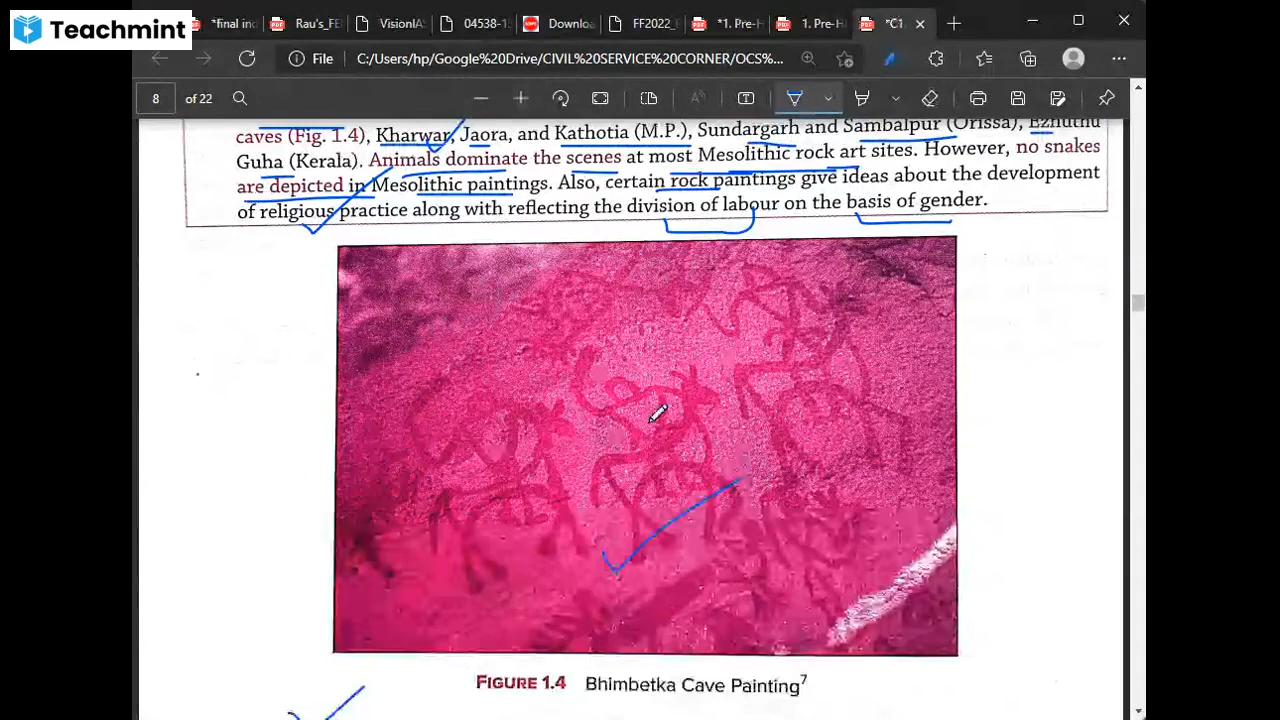 Teachmint
*final in
Rau's_FE
VisionIA
04538-1
Downlo
FF2022_
*1. Pre-H
1. Pre-H
*C1
File
C:/Users/hp/Google%20Drive/CIVIL%20SERVICE%20CORNER/OCS%...
8 of 22
caves (Fig. 1.4), Kharwar, Jaora, and Kathotia (M.P.), Sundargarh and Sambalpur (Orissa), Ezhuthu
Guha (Kerala). Animals dominate the scenes at most Mesolithic rock art sites. However, no snakes
are depicted in Mesolithic paintings. Also, certain rock paintings give ideas about the development
of religious practice along with reflecting the division of labour on the basis of gender.
FIGURE 1.4 Bhimbetka Cave Painting7